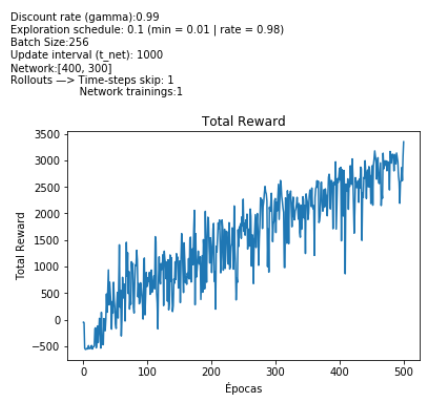 Discount rate (gamma):0.99
Exploration schedule: 0.1 (min = 0.01 | rate = 0.98)
Batch Size:256
Update interval (t_net): 1000
Network:[400, 300]
Rollouts —> Time-steps skip: 1
Network trainings:1
Total Reward
3500
3000
2500
2000
1500
1000
500
0
−500
Total Reward
0
100
200
300
400
500
Épocas